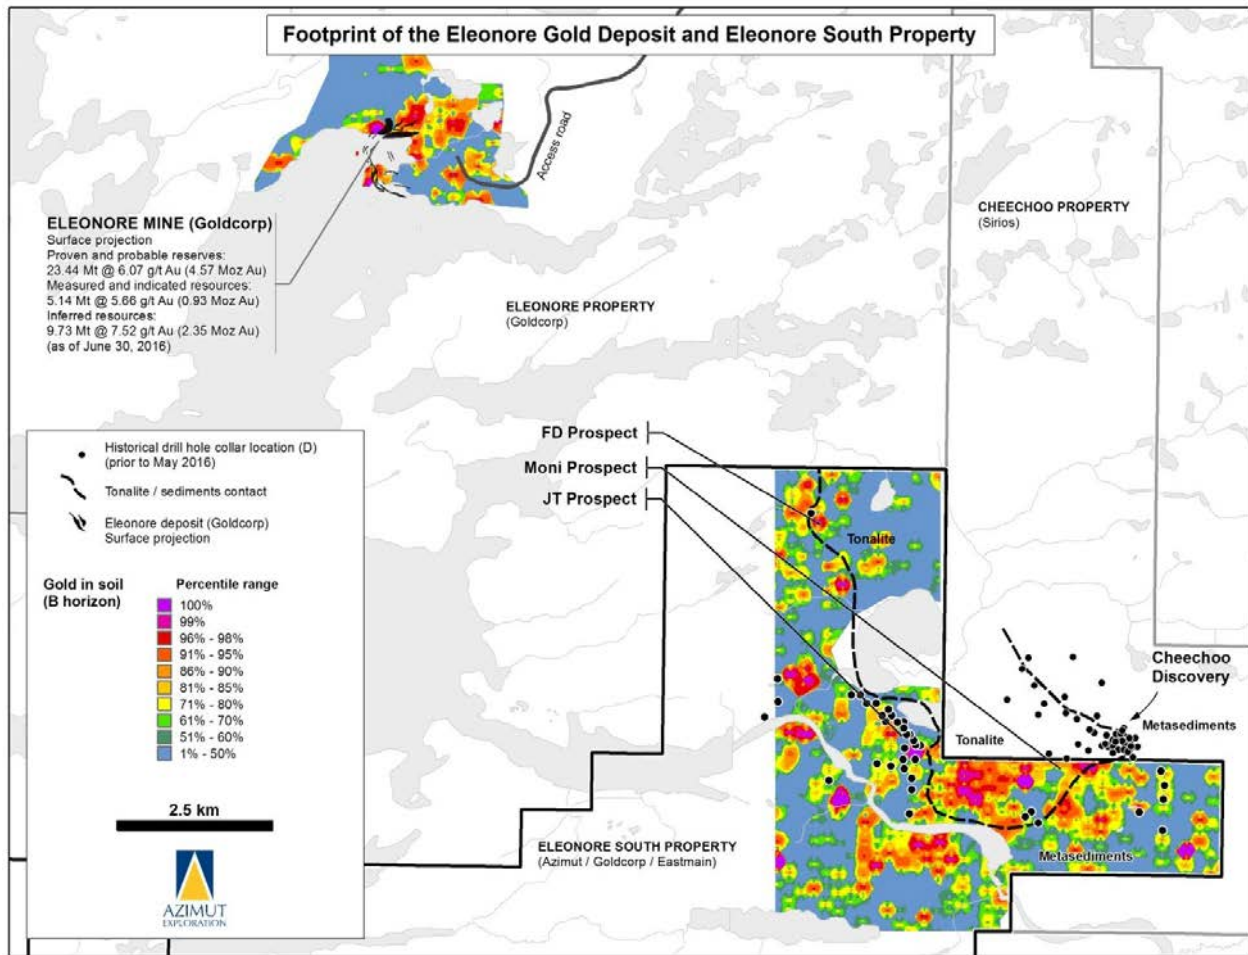 Footprint of the Eleonore Gold Deposit and Eleonore South Property
Access road
ELEONORE MINE (Goldcorp)
Surface projection
Proven and probable reserves:
23.44 Mt @ 6.07 g/t Au (4.57 Moz Au)
Measured and indicated resources:
5.14 Mt @ 5.66 g/t Au (0.93 Moz Au)
Inferred resources:
9.73 Mt @ 7.52 g/t Au (2.35 Moz Au)
(as of June 30, 2016)
CHEECHOO PROPERTY
(Sirios)
ELEONORE PROPERTY
(Goldcorp)
FD Prospect
Moni Prospect
JT Prospect
Historical drill hole collar location (D)
(prior to May 2016)
Tonalite / sediments contact
Eleonore deposit (Goldcorp)
Surface projection
Gold in soil
(B horizon)
Percentile range
100%
99%
96% - 98%
91% - 95%
86% - 90%
81% - 85%
71% - 80%
61% - 70%
51% - 60%
1% - 50%
2.5 km
AZIMUT
EXPLORATION
Tonalite
Cheechoo
Discovery
Metasediments
Tonalite
ELEONORE SOUTH PROPERTY
(Azimut / Goldcorp / Eastmain)
Metasediments